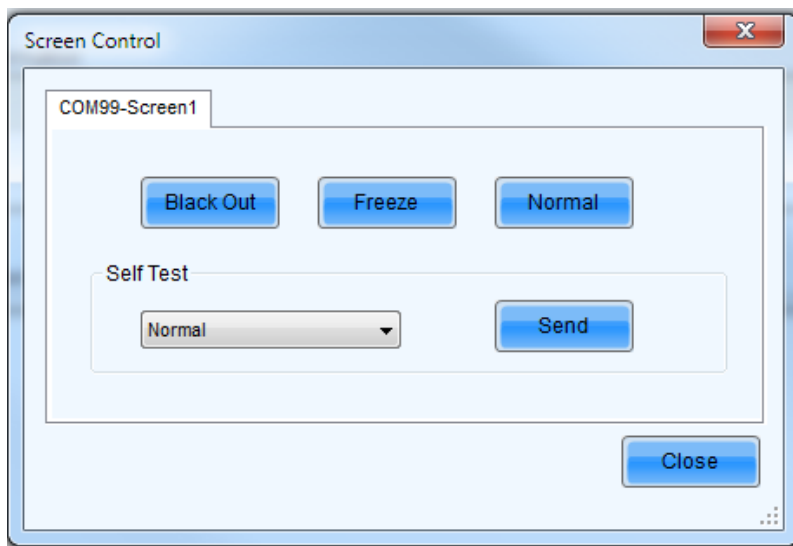 Screen Control
COM99-Screen1
Black Out Freeze Normal
Self Test
Normal Send
Close